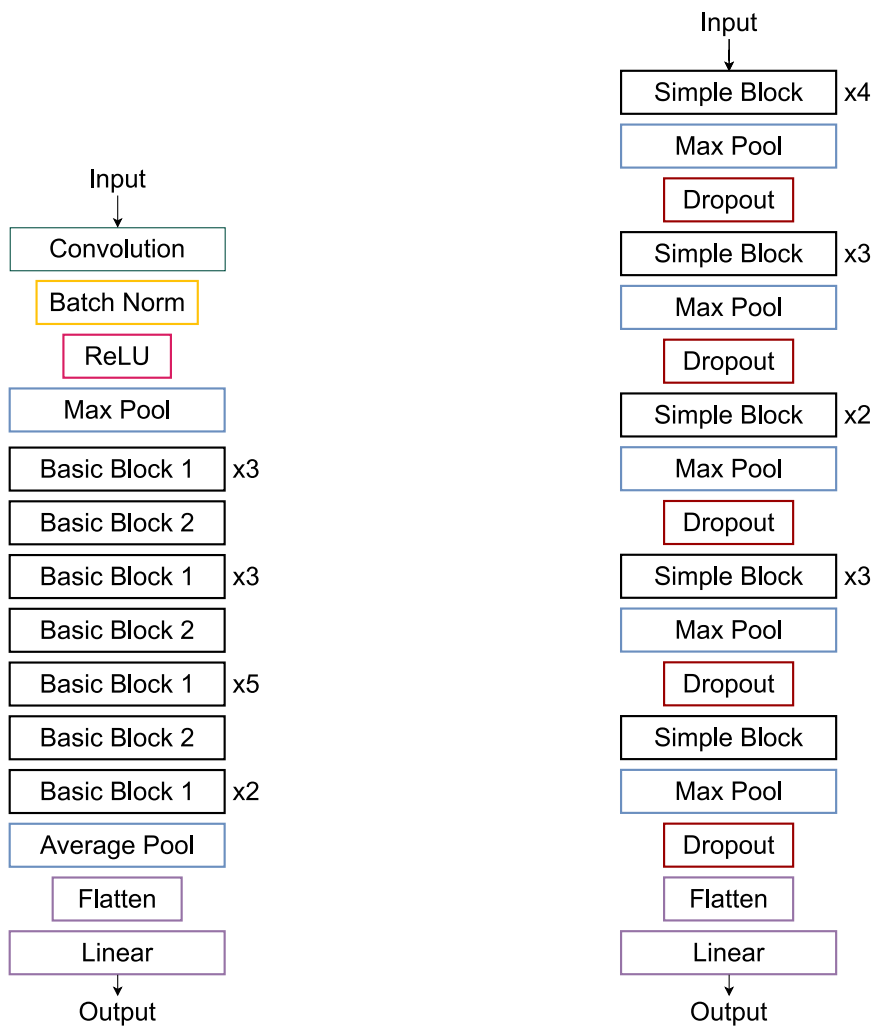 Input
Convolution
Batch Norm
ReLU
Max Pool
Basic Block 1 x3
Basic Block 2
Basic Block 1 x3
Basic Block 2
Basic Block 1 x5
Basic Block 2
Basic Block 1 x2
Average Pool
Flatten
Linear
Output
Input
Simple Block x4
Max Pool
Dropout
Simple Block x3
Max Pool
Dropout
Simple Block x2
Max Pool
Dropout
Simple Block x3
Max Pool
Dropout
Simple Block
Max Pool
Dropout
Flatten
Linear
Output